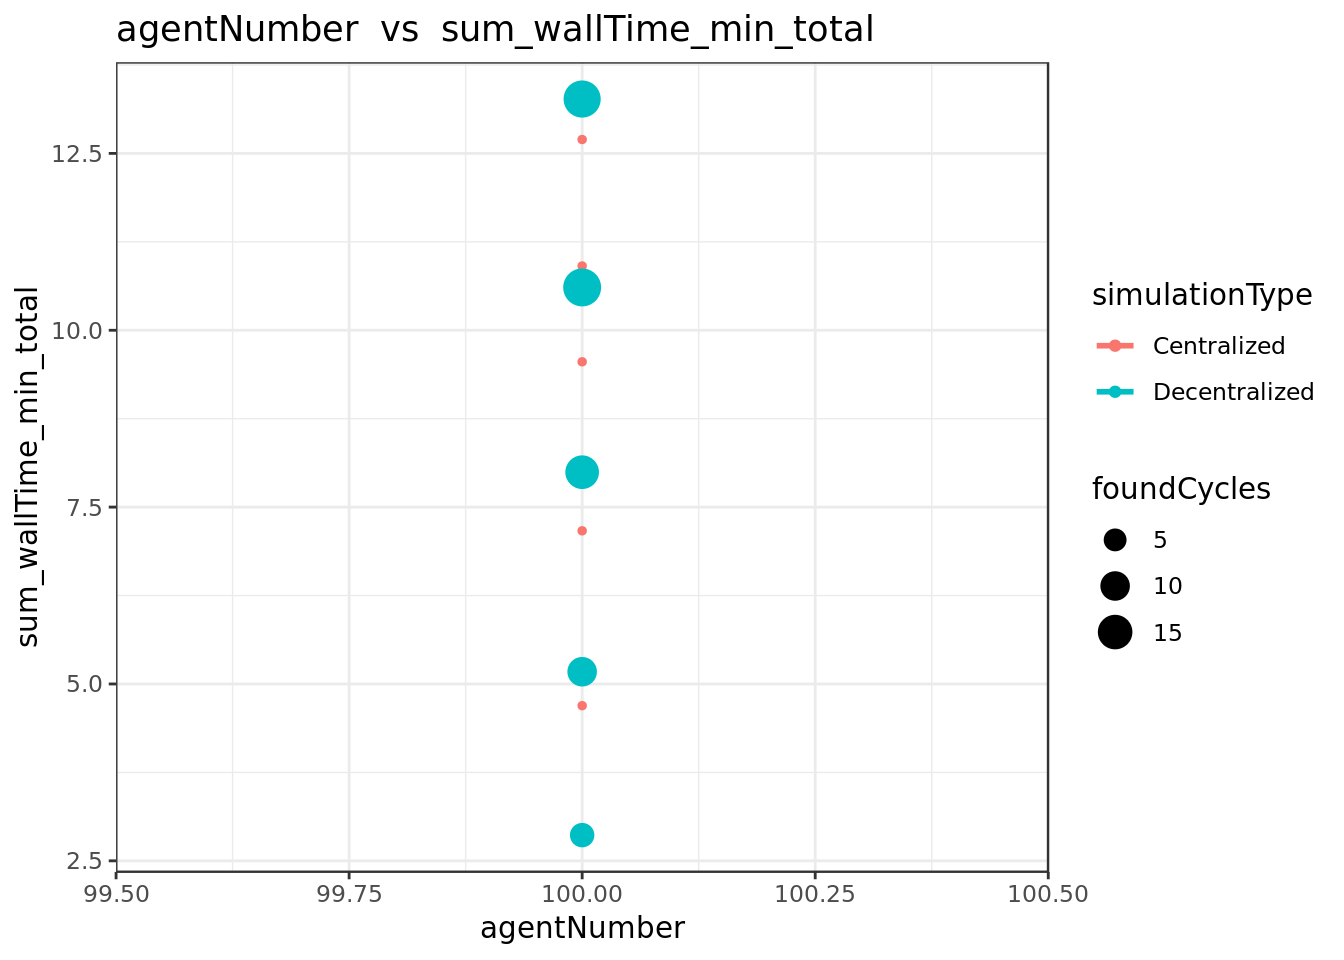 agentNumber  vs  sum_wallTime_min_total
sum_wallTime_min_total
12.5
10.0
7.5
5.0
2.5
99.50
99.75
100.00
100.25
100.50
agentNumber
simulationType
Centralized
Decentralized
foundCycles
5
10
15